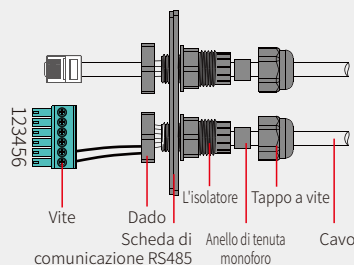 123456
L'isolatore
Tappo a vite
Vite
Dado
Scheda di
comunicazione RS485
Anello di tenuta
monoforo
Cavo